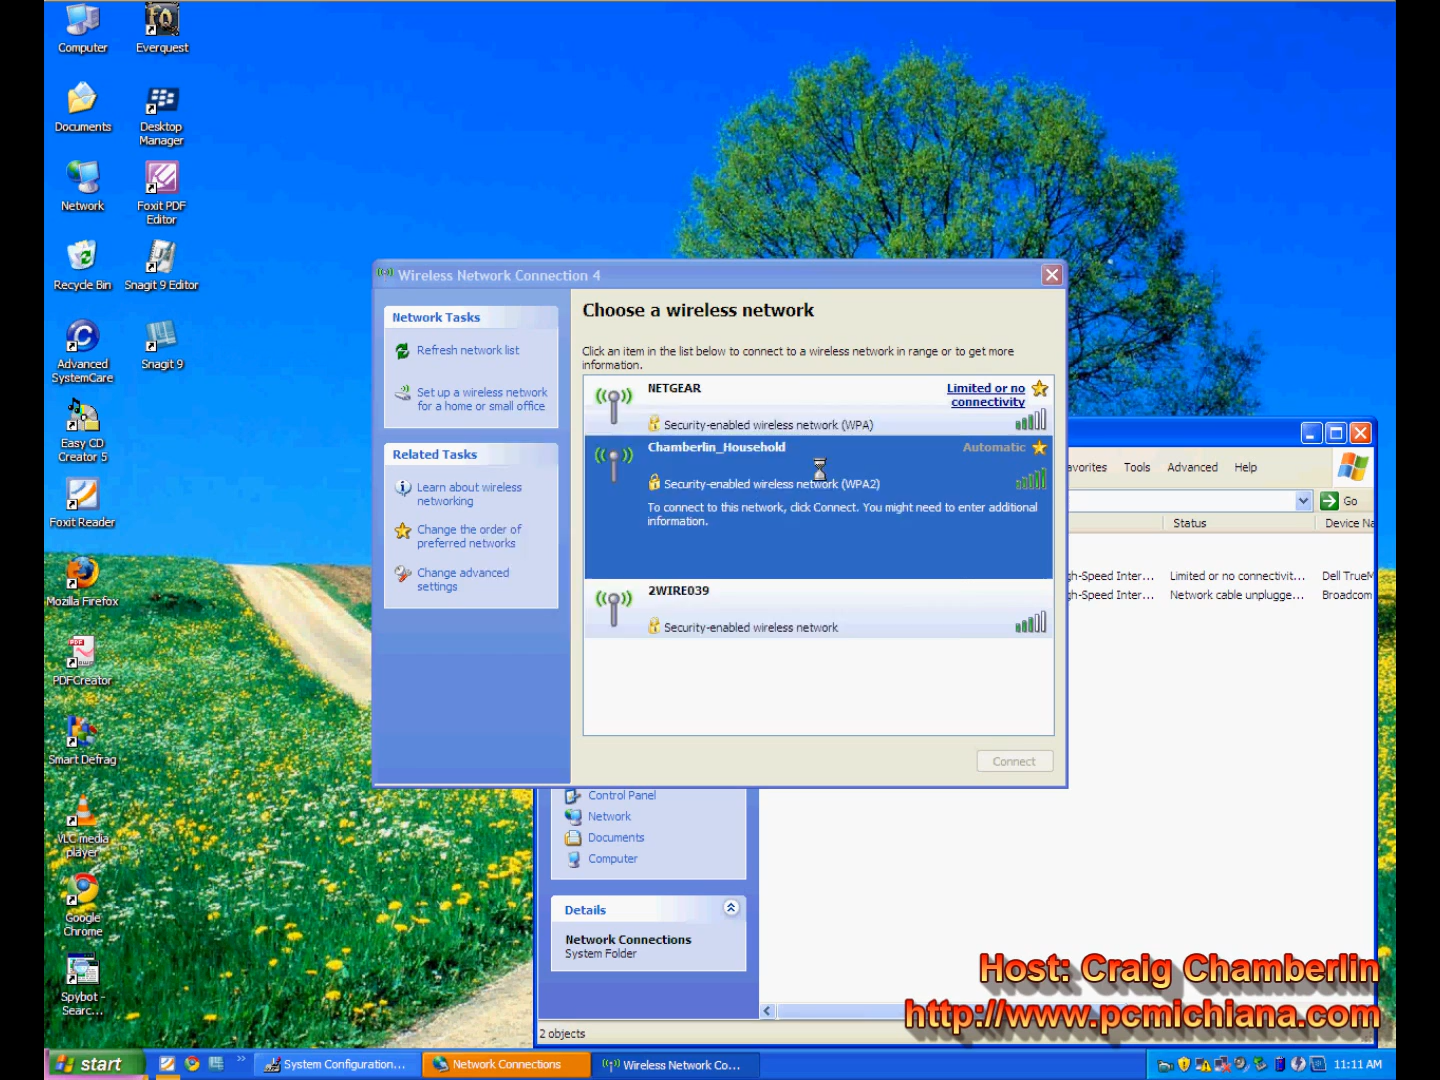 Computer
Everquest
Documents
Desktop
Manager
Network
Foxit PDF
Editor
Recycle Bin
Snagit 9 Editor
Advanced
SystemCare
Snagit 9
Easy CD
Creator 5
Foxit Reader
Mozilla Firefox
PDFCreator
Smart Defrag
VLC media
player
Google
Chrome
Spybot -
Searc...
Wireless Network Connection 4
Network Tasks
Refresh network list
Set up a wireless network
for a home or small office
Related Tasks
Learn about wireless
networking
Change the order of
preferred networks
Change advanced
settings
Choose a wireless network
Click an item in the list below to connect to a wireless network in range or to get more
information.
NETGEAR
Limited or no
connectivity
Security-enabled wireless network (WPA)
Chamberlin_Household
Automatic
Security-enabled wireless network (WPA2)
To connect to this network, click Connect. You might need to enter additional
information.
2WIRE039
Security-enabled wireless network
Connect
avorites Tools Advanced Help
Go
Status Device Na
gh-Speed Inter... Limited or no connectivit... Dell TrueM
gh-Speed Inter... Network cable unplugge... Broadcom
Control Panel
Network
Documents
Computer
Details
Network Connections
System Folder
2 objects
Host: Craig Chamberlin
http://www.pcmichiana.com
start
System Configuration...
Network Connections
Wireless Network Co...
11:11 AM